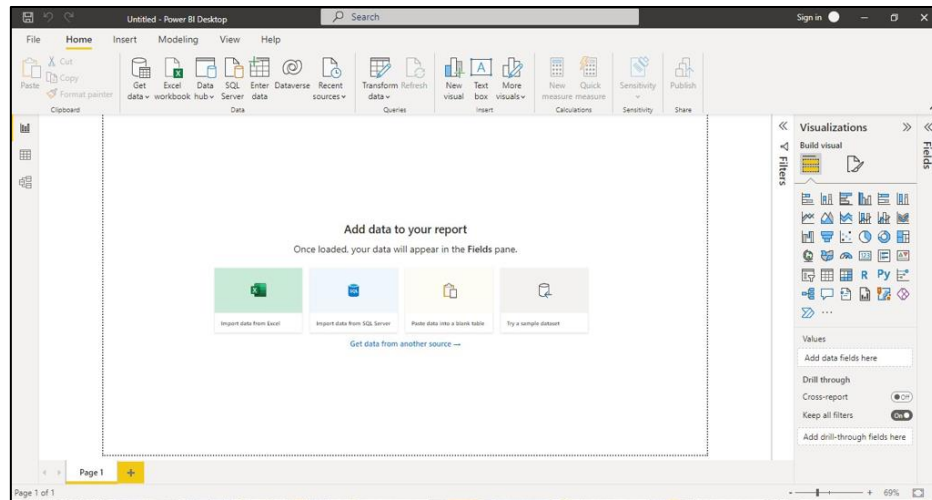 Untitled - Power BI Desktop
Search
Sign in
File Home Insert Modeling View Help
Paste
Cut
Copy
Format painter
Clipboard
Get data
Excel workbook
Data hub
SQL Server
Enter data
Dataverse
Recent sources
Data
Transform data
Refresh
Queries
New visual
Text box
More visuals
Insert
New measure
Quick measure
Calculations
Sensitivity
Sensitivity
Publish
Share
Add data to your report
Once loaded, your data will appear in the Fields pane.
Import data from Excel
Import data from SQL Server
Paste data into a blank table
Try a sample dataset
Get data from another source →
Filters
Visualizations
Build visual
123
R Py
...
Values
Add data fields here
Drill through
Cross-report Off
Keep all filters On
Add drill-through fields here
Fields
Page 1
Page 1 of 1
69%